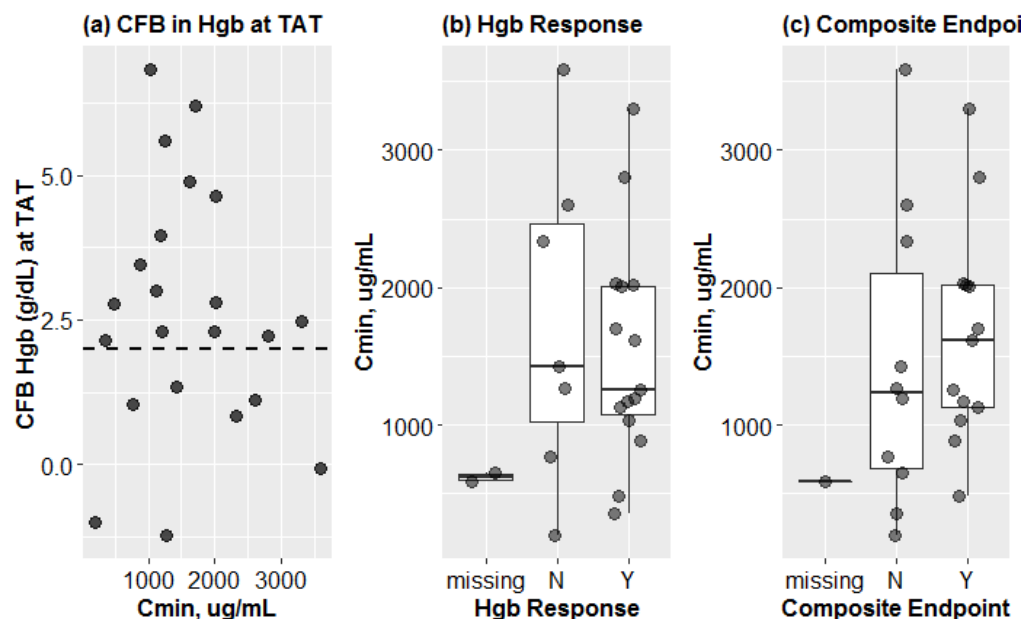 (a) CFB in Hgb at TAT
CFB Hgb (g/dL) at TAT
5.0
2.5
0.0
1000 2000 3000
Cmin, ug/mL
(b) Hgb Response
Cmin, ug/mL
3000
2000
1000
missing N Y
Hgb Response
(c) Composite Endpoi
Cmin, ug/mL
3000
2000
1000
missing N Y
Composite Endpoint